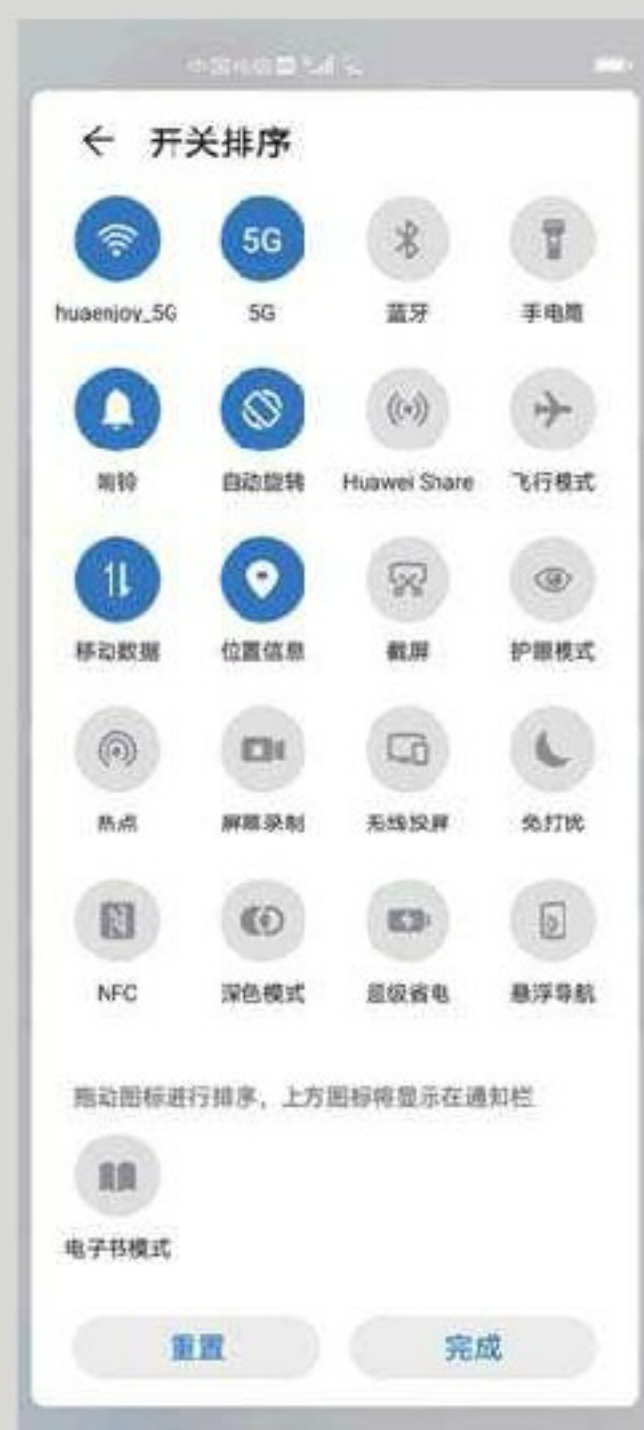 开关排序
5G
huaenjoy_5G 5G 蓝牙 手电筒
响铃 自动旋转 Huawei Share 飞行模式
移动数据 位置信息 截屏 护眼模式
热点 屏幕录制 无线投屏 免打扰
NFC 深色模式 超级省电 悬浮导航
拖动图标进行排序，上方图标将显示在通知栏
电子书模式
重置 完成